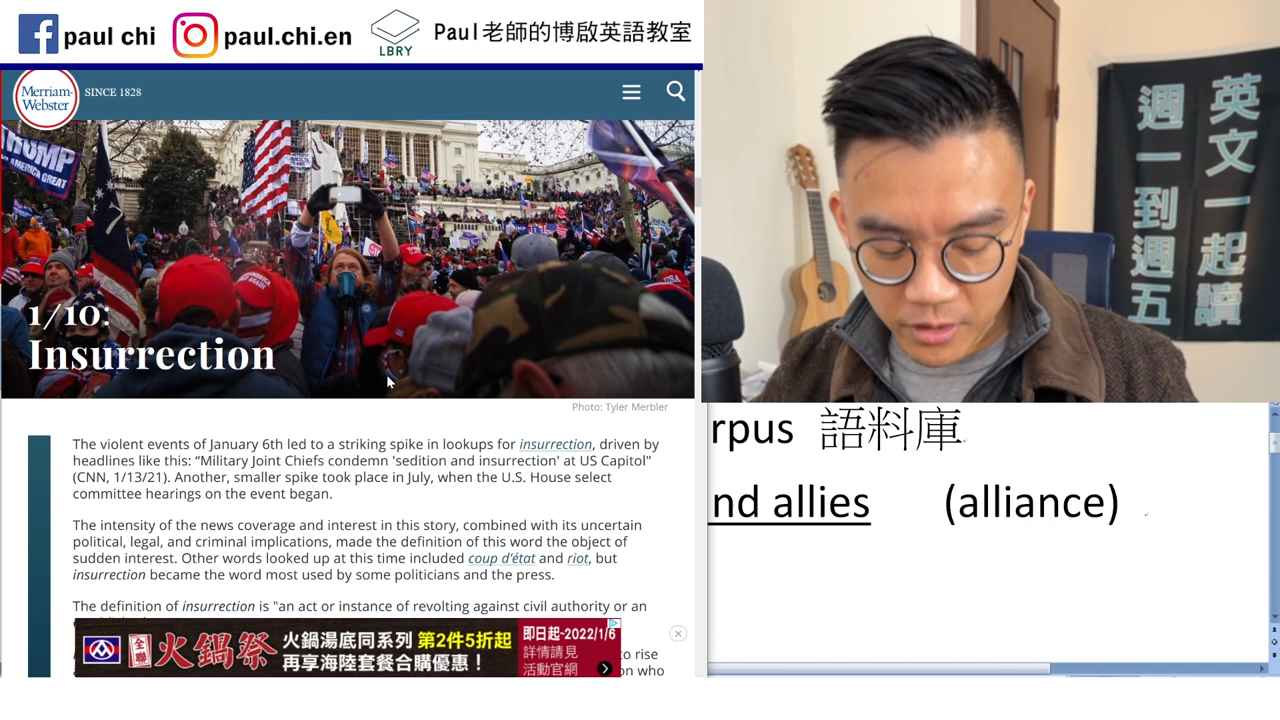 paul chi
paul.chi.en
LBRY
Paul老師的博啟英語教室
Merriam-
Webster
SINCE 1828
TRUMP
1/10:
Insurrection
Photo: Tyler Merbler
The violent events of January 6th led to a striking spike in lookups for insurrection, driven by
headlines like this: “Military Joint Chiefs condemn 'sedition and insurrection' at US Capitol"
(CNN, 1/13/21). Another, smaller spike took place in July, when the U.S. House select
committee hearings on the event began.
The intensity of the news coverage and interest in this story, combined with its uncertain
political, legal, and criminal implications, made the definition of this word the object of
sudden interest. Other words looked up at this time included coup d'état and riot, but
insurrection became the word most used by some politicians and the press.
The definition of insurrection is "an act or instance of revolting against civil authority or an
to rise
on who
全聯 火鍋祭
火鍋湯底同系列 第2件5折起
再享海陸套餐合購優惠！
即日起-2022/1/6
詳情請見
活動官網
英文一起讀
週一到週五
rpus 語料庫
nd allies (alliance)